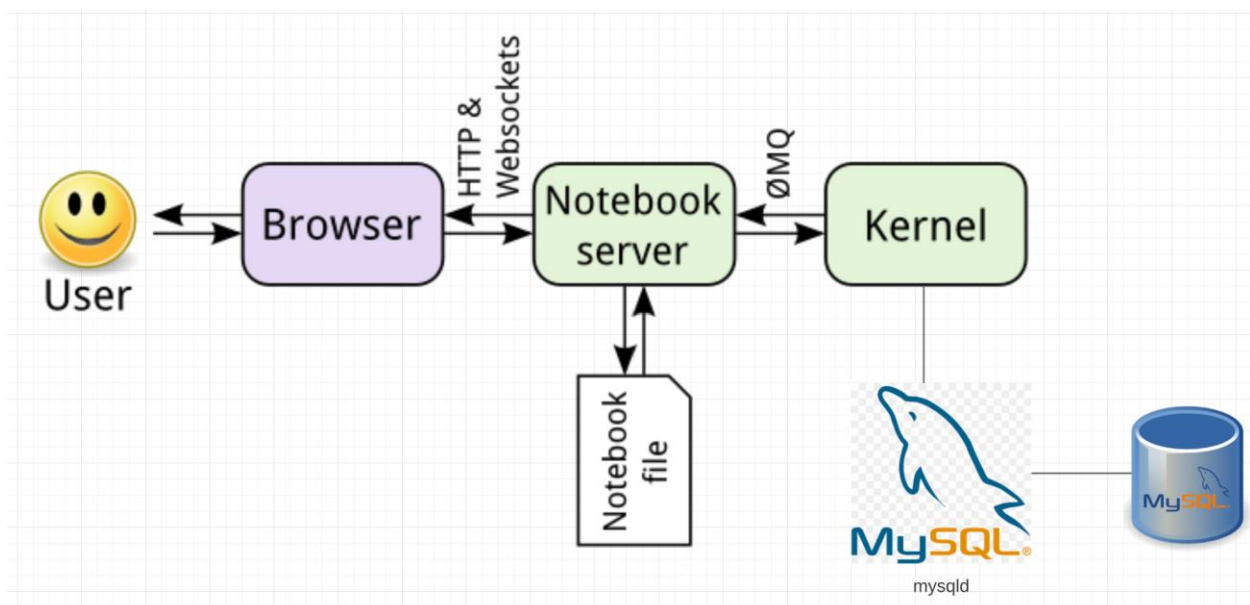 User
Browser
HTTP &
Websockets
Notebook
server
ØMQ
Kernel
Notebook
file
MySQL®
mysqld
MySQL